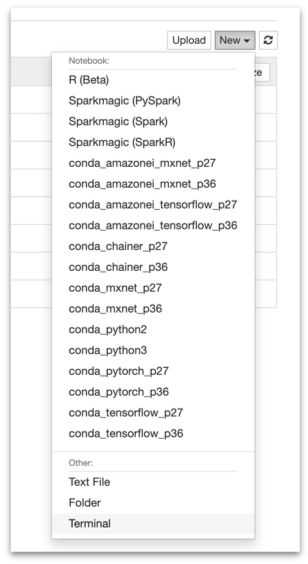 Upload New
ze
Notebook:
R (Beta)
Sparkmagic (PySpark)
Sparkmagic (Spark)
Sparkmagic (SparkR)
conda_amazonei_mxnet_p27
conda_amazonei_mxnet_p36
conda_amazonei_tensorflow_p27
conda_amazonei_tensorflow_p36
conda_chainer_p27
conda_chainer_p36
conda_mxnet_p27
conda_mxnet_p36
conda_python2
conda_python3
conda_pytorch_p27
conda_pytorch_p36
conda_tensorflow_p27
conda_tensorflow_p36
Other:
Text File
Folder
Terminal